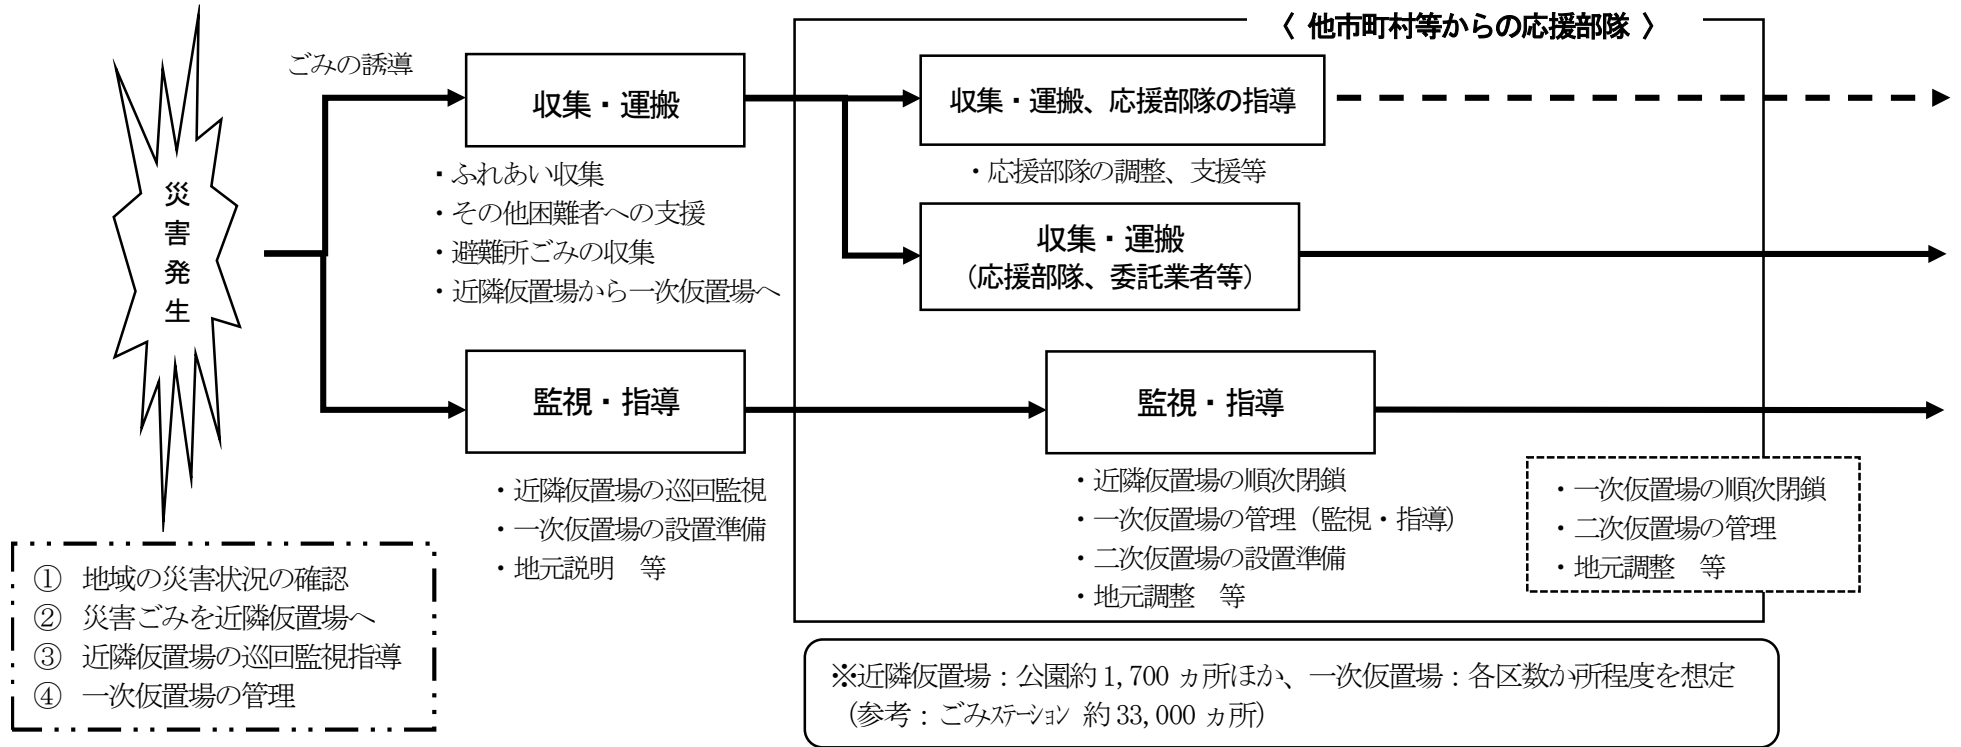 〈 他市町村等からの応援部隊 〉
ごみの誘導
災害発生
収集・運搬
・ふれあい収集
・その他困難者への支援
・避難所ごみの収集
・近隣仮置場から一次仮置場へ
収集・運搬、応援部隊の指導
・応援部隊の調整、支援等
収集・運搬
（応援部隊、委託業者等）
監視・指導
・近隣仮置場の巡回監視
・一次仮置場の設置準備
・地元説明　等
監視・指導
・近隣仮置場の順次閉鎖
・一次仮置場の管理（監視・指導）
・二次仮置場の設置準備
・地元調整　等
・一次仮置場の順次閉鎖
・二次仮置場の管理
・地元調整　等
①　地域の災害状況の確認
②　災害ごみを近隣仮置場へ
③　近隣仮置場の巡回監視指導
④　一次仮置場の管理
※近隣仮置場：公園約 1,700 ヵ所ほか、一次仮置場：各区数か所程度を想定
（参考：ごみステーション 約 33,000 ヵ所）